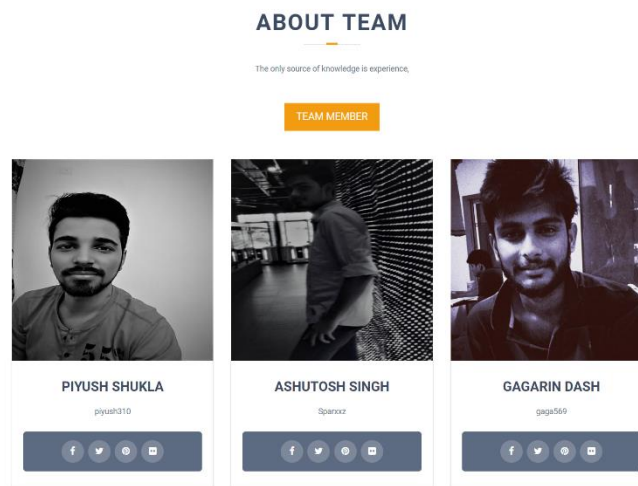 ABOUT TEAM
The only source of knowledge is experience,
TEAM MEMBER
PIYUSH SHUKLA
piyush310
ASHUTOSH SINGH
Sparxxz
GAGARIN DASH
gaga569